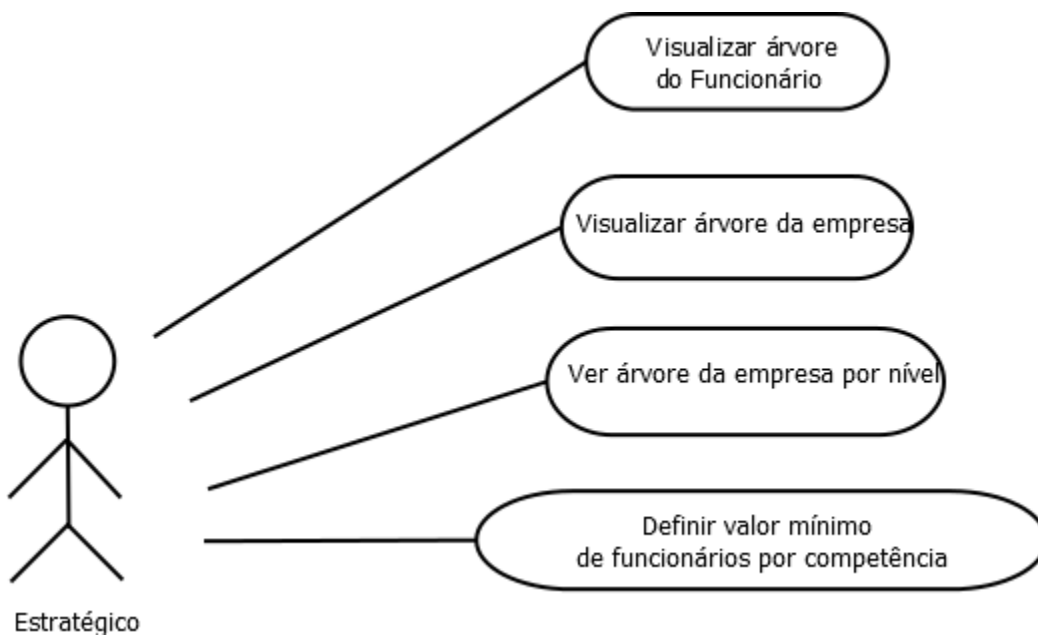 Visualizar árvore
do Funcionário
Visualizar árvore da empresa
Ver árvore da empresa por nível
Definir valor mínimo
de funcionários por competência
Estratégico